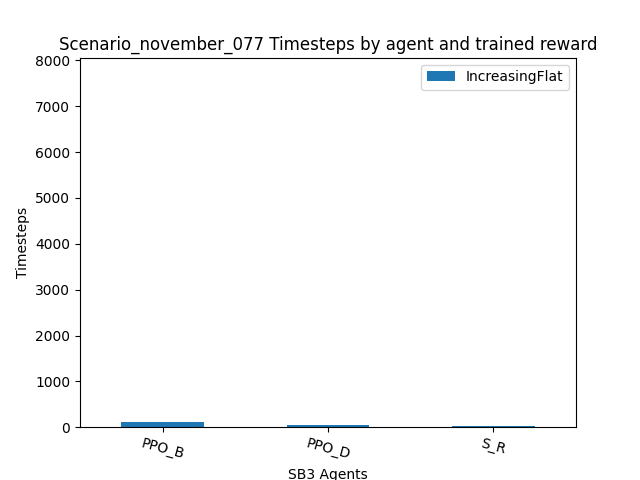 Scenario_november_077 Timesteps by agent and trained reward
IncreasingFlat
8000
7000
6000
5000
4000
3000
2000
1000
0
Timesteps
PPO_B
PPO_D
S_R
SB3 Agents